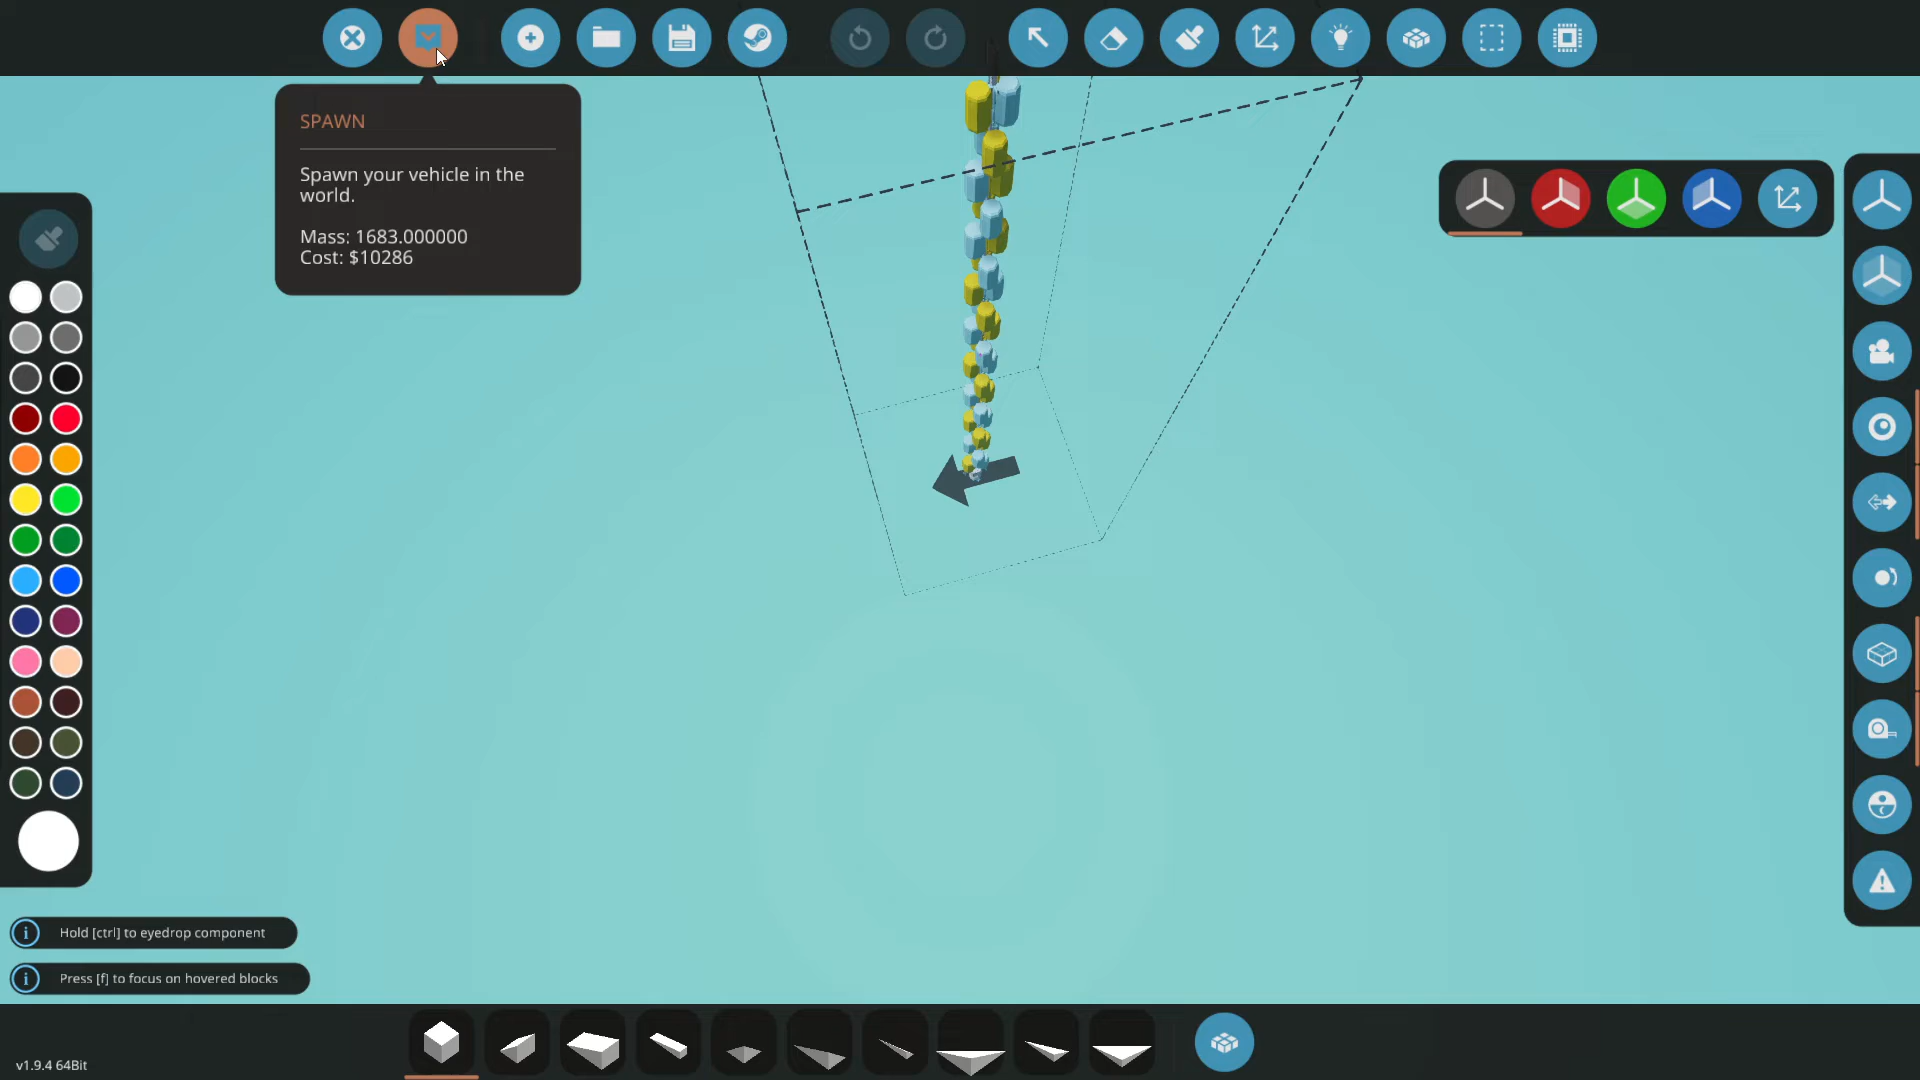 SPAWN
Spawn your vehicle in the
world.
Mass: 1683.000000
Cost: $10286
Hold [ctrl] to eyedrop component
Press [f] to focus on hovered blocks
v1.9.4 64Bit